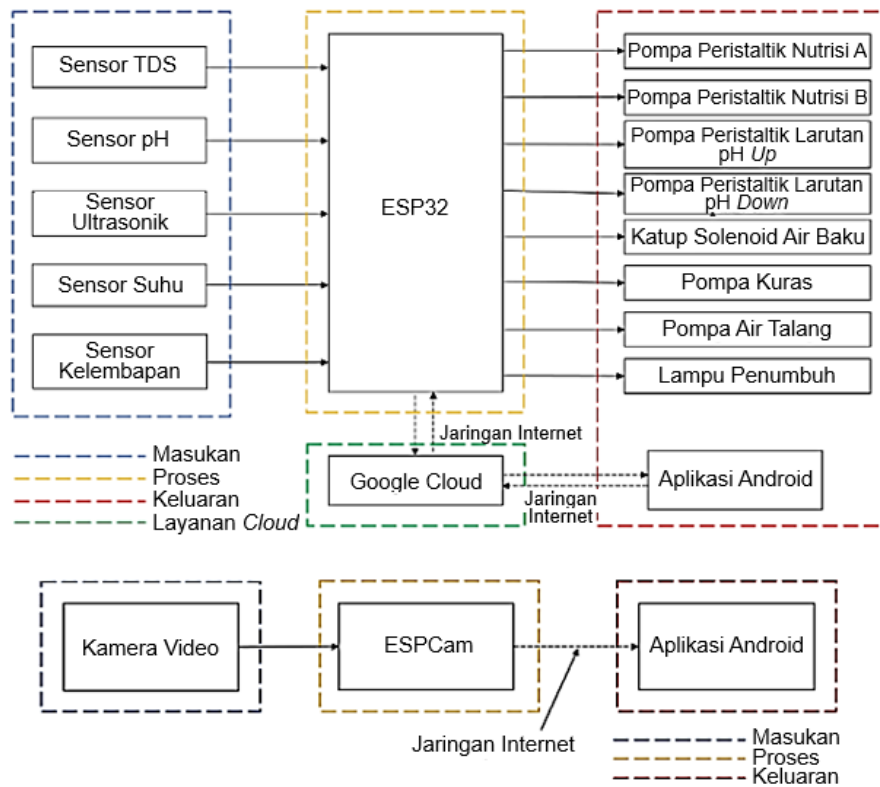 Sensor TDS
Sensor pH
Sensor
Ultrasonik
Sensor Suhu
Sensor
Kelembapan
ESP32
Pompa Peristaltik Nutrisi A
Pompa Peristaltik Nutrisi B
Pompa Peristaltik Larutan
pH Up
Pompa Peristaltik Larutan
pH Down
Katup Solenoid Air Baku
Pompa Kuras
Pompa Air Talang
Lampu Penumbuh
Jaringan Internet
Masukan
Proses
Keluaran
Layanan Cloud
Google Cloud
Jaringan
Internet
Aplikasi Android
Kamera Video
ESPCam
Aplikasi Android
Jaringan Internet
Masukan
Proses
Keluaran